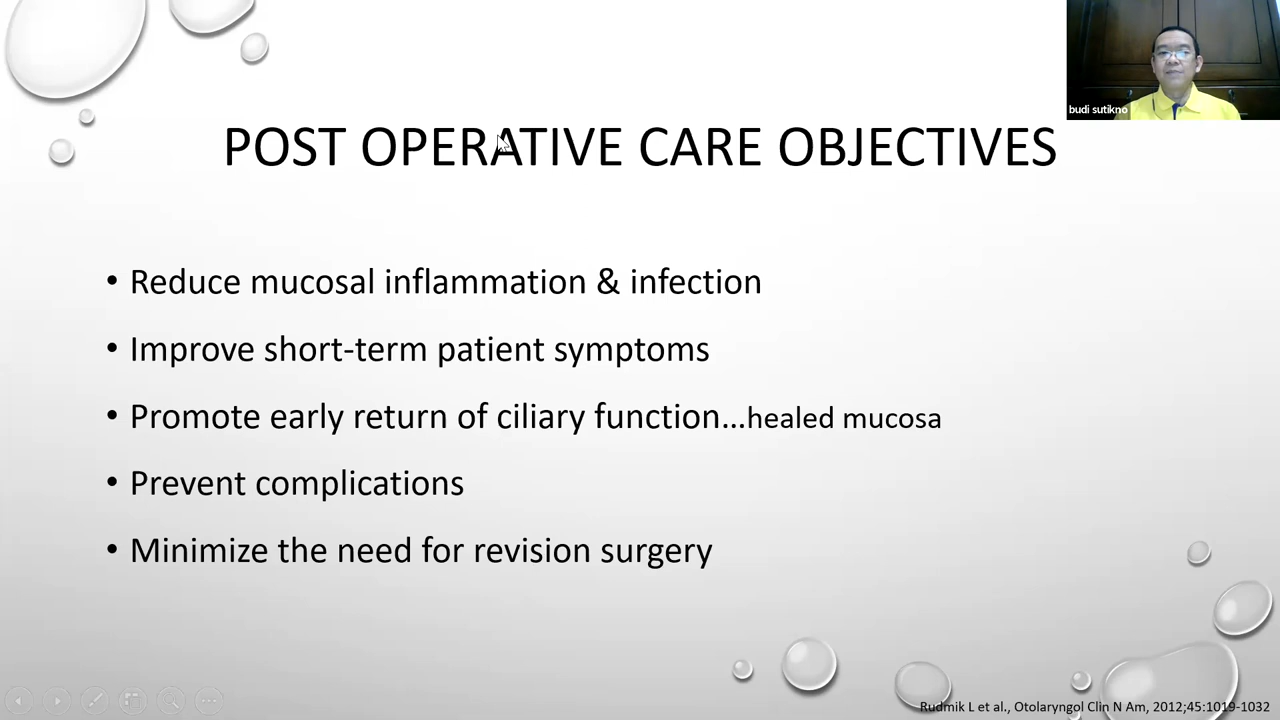 budi sutikno
POST OPERATIVE CARE OBJECTIVES
• Reduce mucosal inflammation & infection
• Improve short-term patient symptoms
• Promote early return of ciliary function...healed mucosa
• Prevent complications
• Minimize the need for revision surgery
Rudmik L et al., Otolaryngol Clin N Am, 2012;45:1019-1032